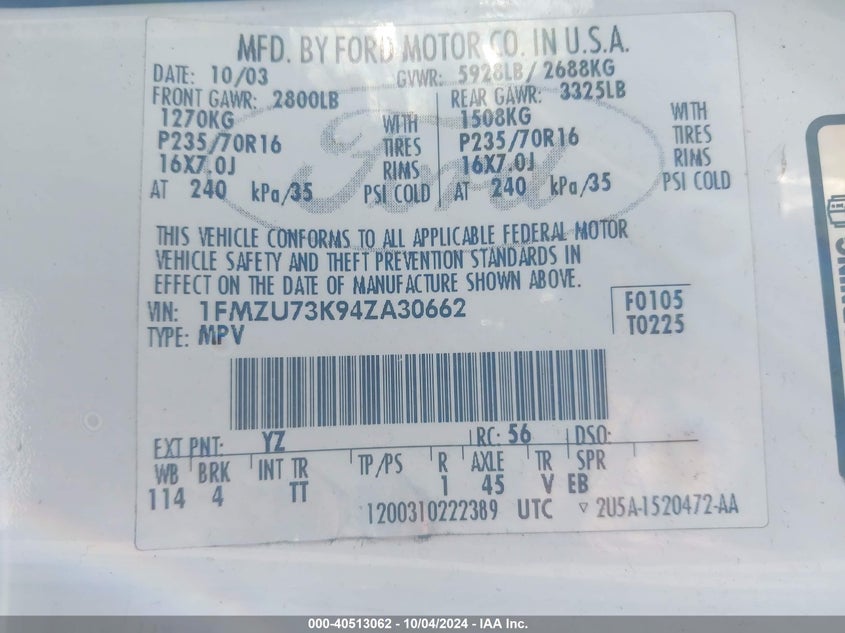 MFD. BY FORD MOTOR CO. IN U.S.A.
DATE: 10/03 GVWR: 5928LB/ 2688KG
FRONT GAWR: 2800LB REAR GAWR: 3325LB
1270KG WITH 1508KG WITH
P235/70R16 TIRES P235/70R16 TIRES
16X7.0J RIMS 16X7.0J RIMS
AT 240 kPa/35 PSI COLD AT 240 kPa/35 PSI COLD
Ford
THIS VEHICLE CONFORMS TO ALL APPLICABLE FEDERAL MOTOR
VEHICLE SAFETY AND THEFT PREVENTION STANDARDS IN
EFFECT ON THE DATE OF MANUFACTURE SHOWN ABOVE.
VIN: 1FMZU73K94ZA30662 F0105
TYPE: MPV T0225
EXT PNT: YZ RC: 56 DSO:
WB BRK INT TR TP/PS R AXLE TR SPR
114 4 TT 1 45 V EB
1200310222389 UTC ▽ 2U5A-1520472-AA
000-40513062 - 10/04/2024 - IAA Inc.